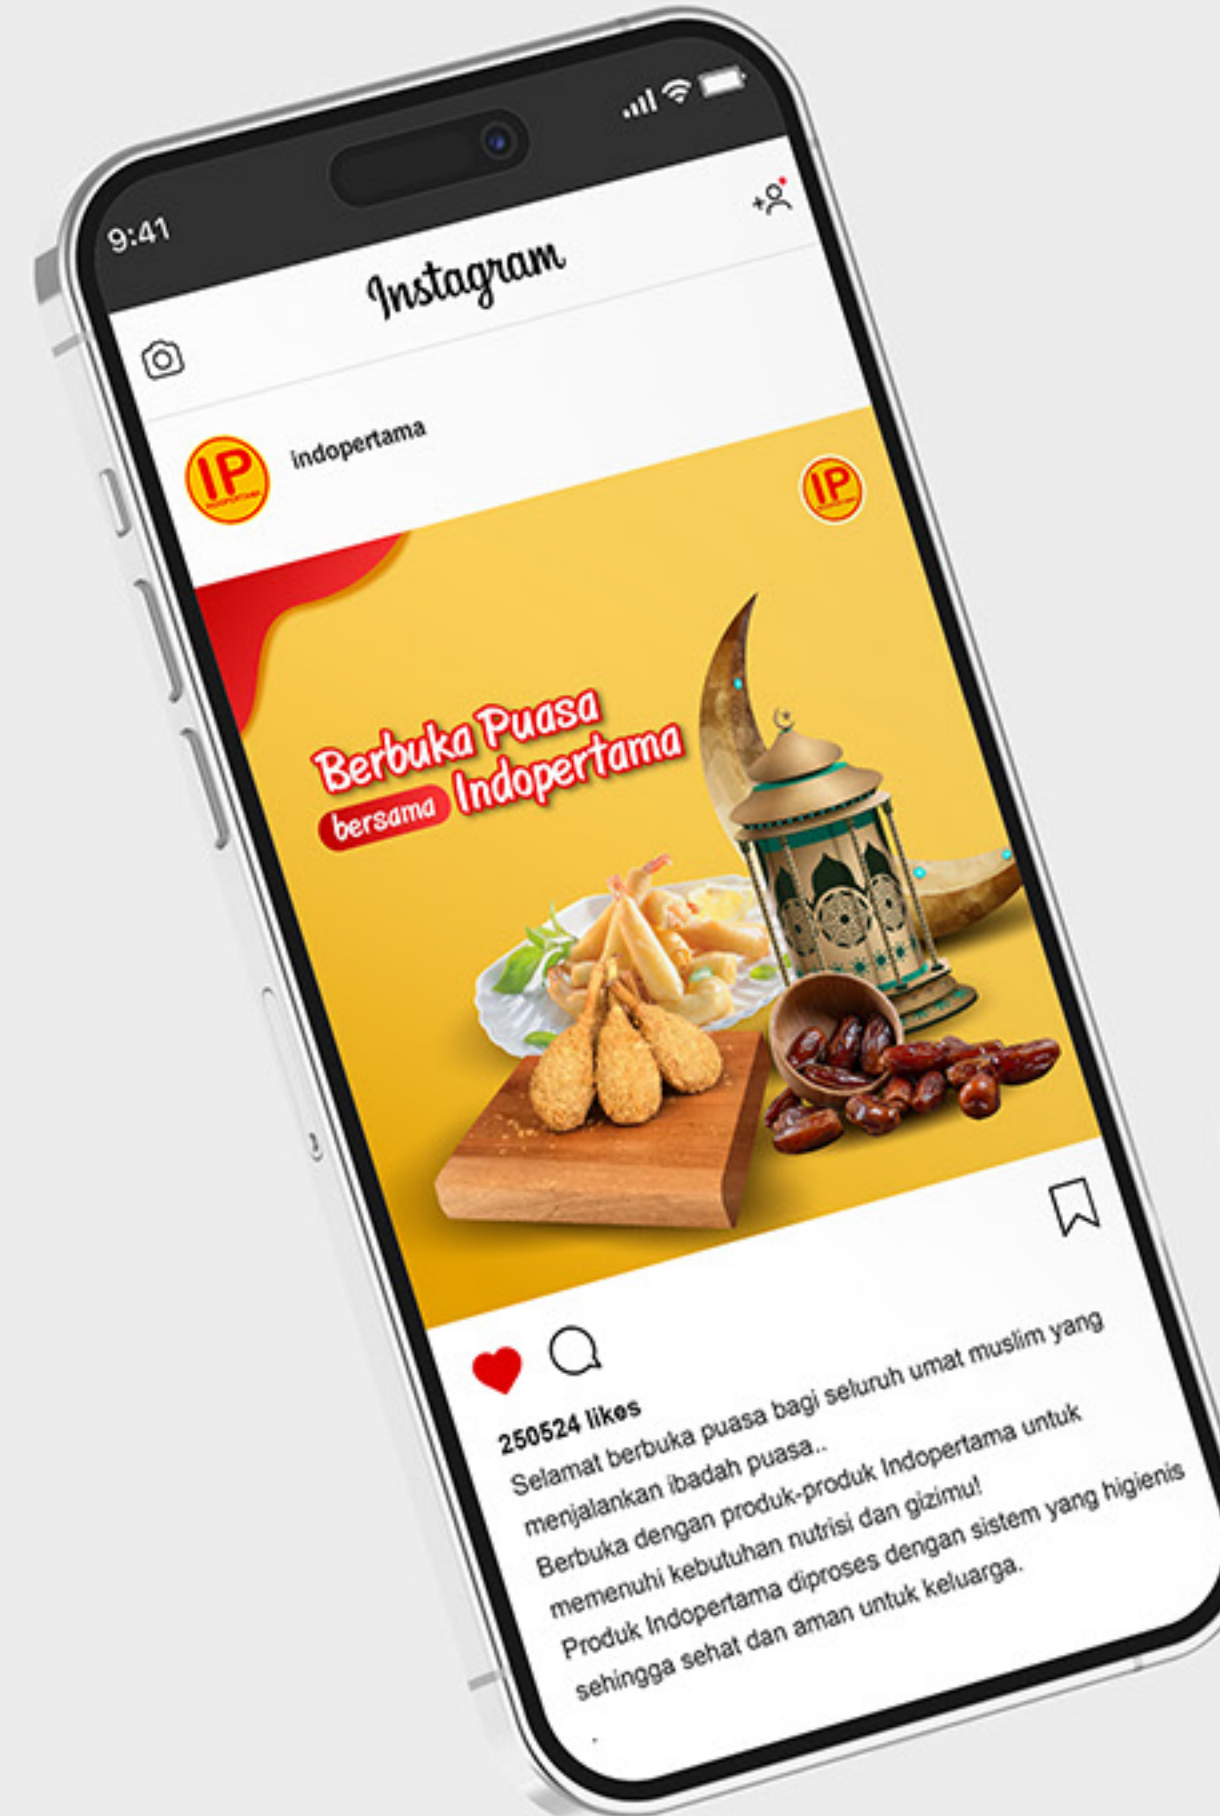 9:41
Instagram
indopertama
IP
IP
Berbuka Puasa
bersama Indopertama
250524 likes
Selamat berbuka puasa bagi seluruh umat muslim yang
menjalankan ibadah puasa..
Berbuka dengan produk-produk Indopertama untuk
memenuhi kebutuhan nutrisi dan gizimu!
Produk Indopertama diproses dengan sistem yang higienis
sehingga sehat dan aman untuk keluarga.
.